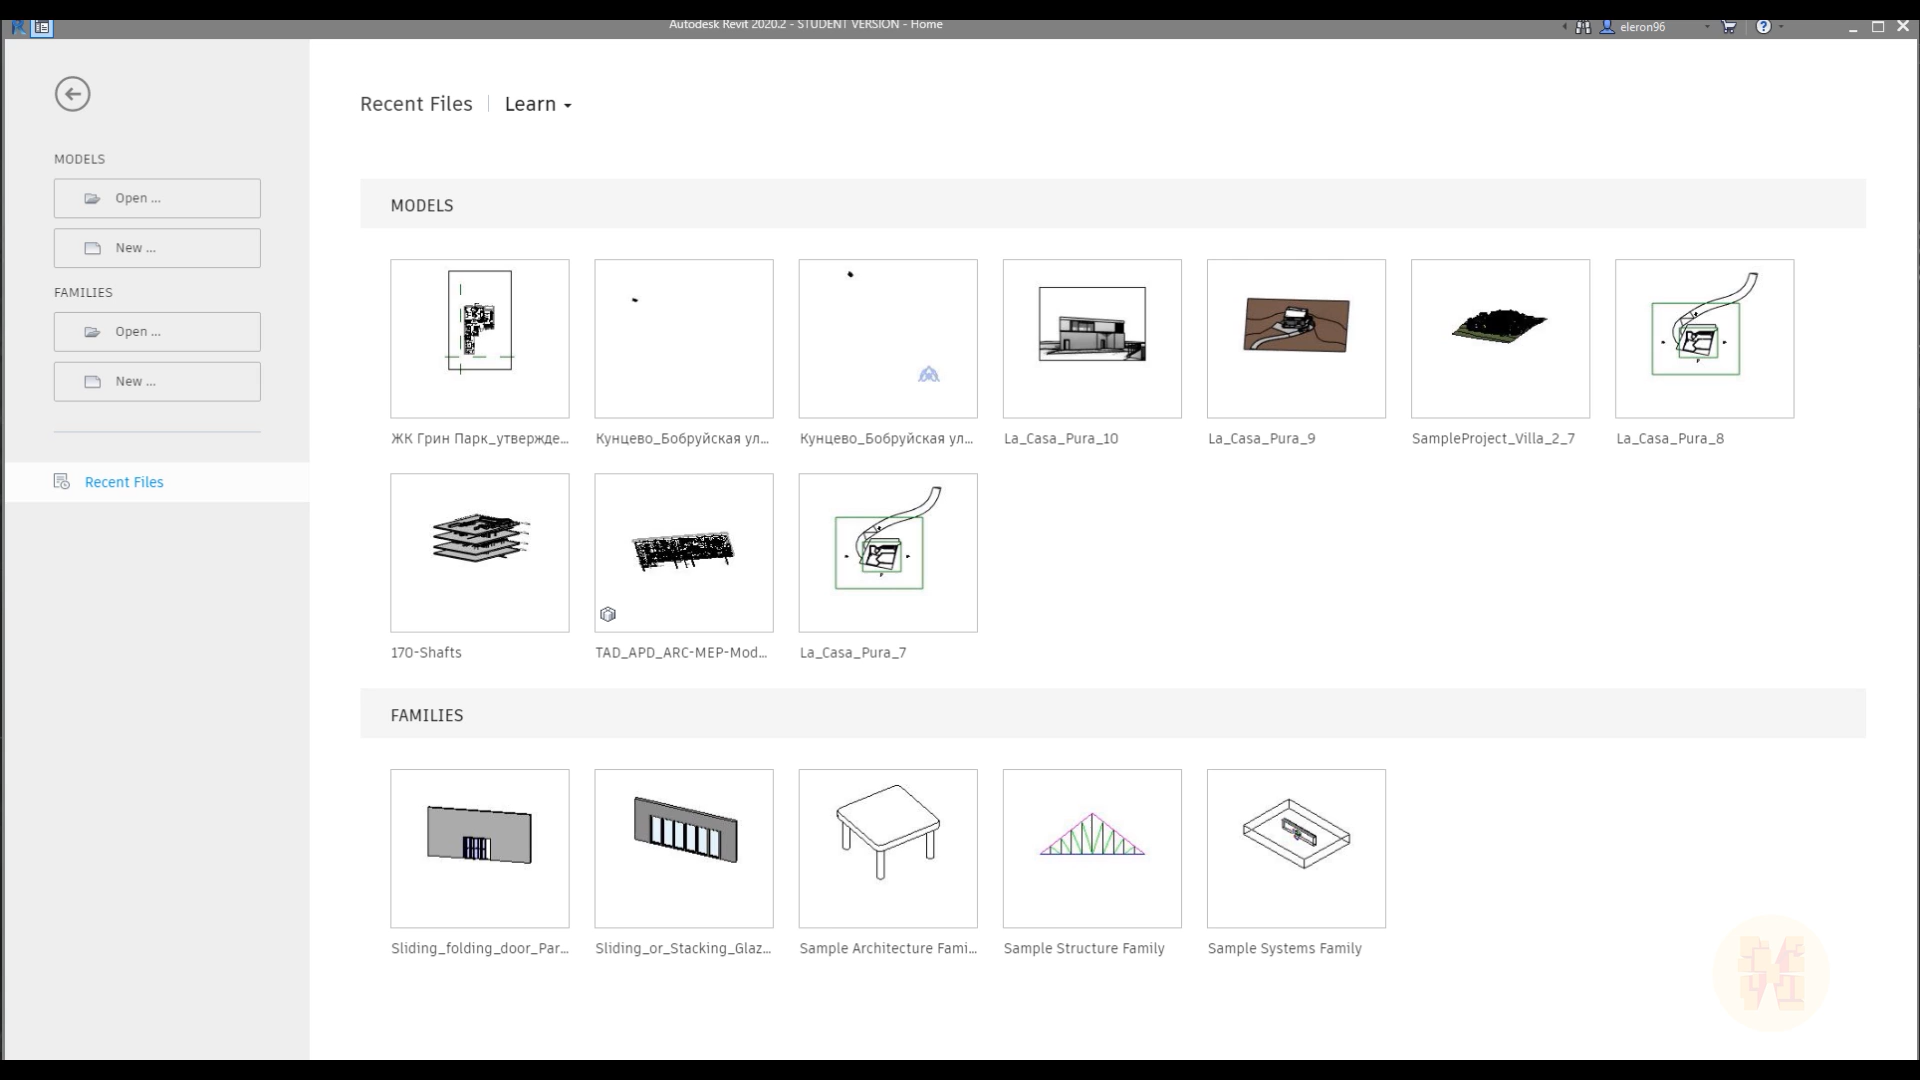 Autodesk Revit 2020.2 - STUDENT VERSION - Home
eleron96
Recent Files
Learn
MODELS
Open ...
New ...
FAMILIES
Open ...
New ...
Recent Files
MODELS
ЖК Грин Парк_утвержде...
Кунцево_Бобруйская ул...
Кунцево_Бобруйская ул...
La_Casa_Pura_10
La_Casa_Pura_9
SampleProject_Villa_2_7
La_Casa_Pura_8
170-Shafts
TAD_APD_ARC-MEP-Mod...
La_Casa_Pura_7
FAMILIES
Sliding_folding_door_Par...
Sliding_or_Stacking_Glaz...
Sample Architecture Fami...
Sample Structure Family
Sample Systems Family